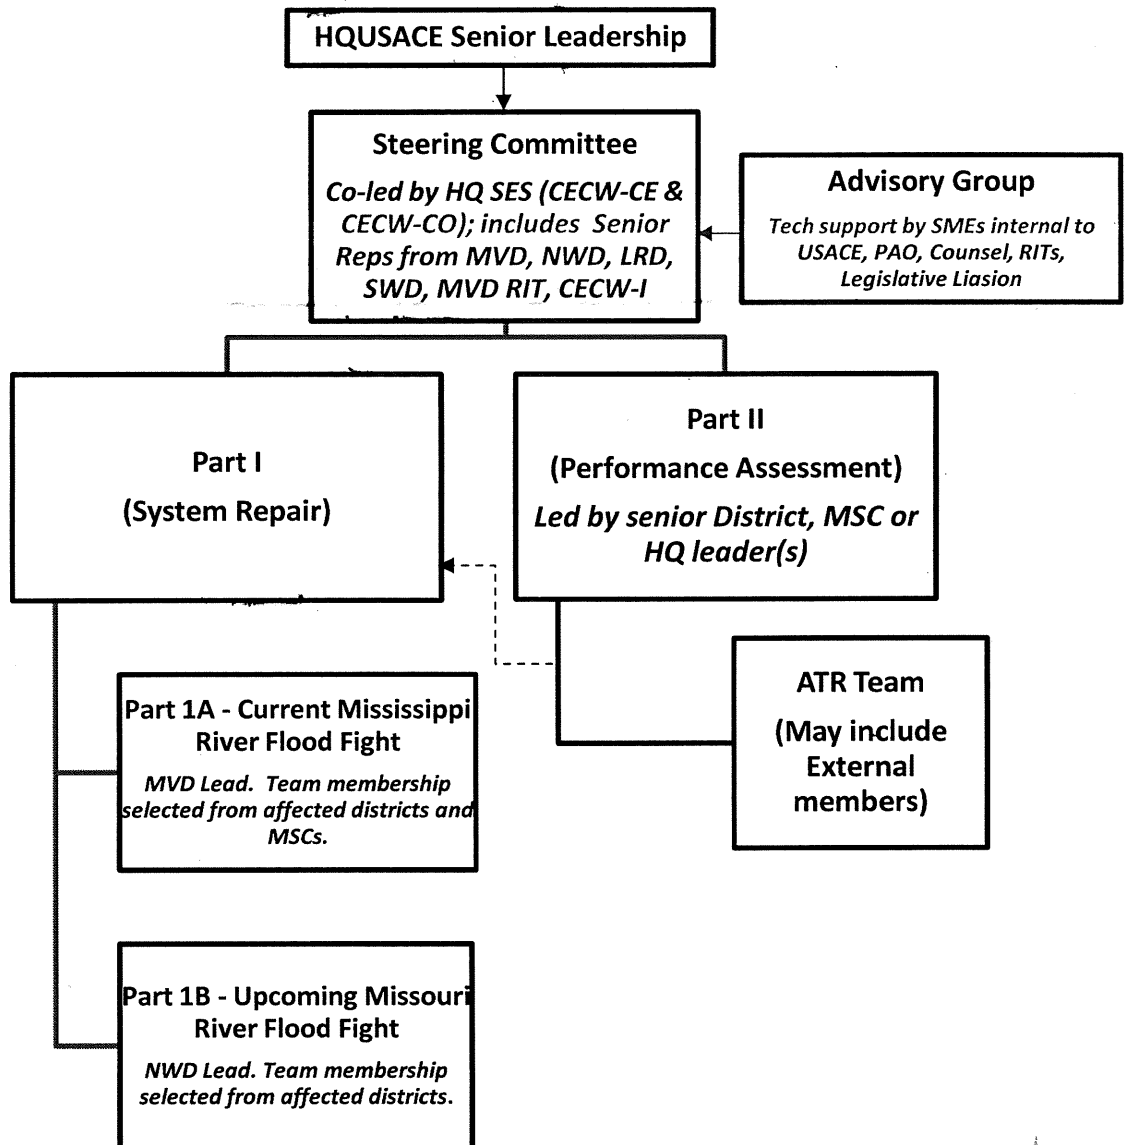 HQUSACE Senior Leadership
Steering Committee
Co-led by HQ SES (CECW-CE &
CECW-CO); includes Senior
Reps from MVD, NWD, LRD,
SWD, MVD RIT, CECW-I
Advisory Group
Tech support by SMEs internal to
USACE, PAO, Counsel, RITs,
Legislative Liasion
Part I
(System Repair)
Part II
(Performance Assessment)
Led by senior District, MSC or
HQ leader(s)
Part 1A - Current Mississippi
River Flood Fight
MVD Lead. Team membership
selected from affected districts and
MSCs.
ATR Team
(May include
External
members)
Part 1B - Upcoming Missouri
River Flood Fight
NWD Lead. Team membership
selected from affected districts.